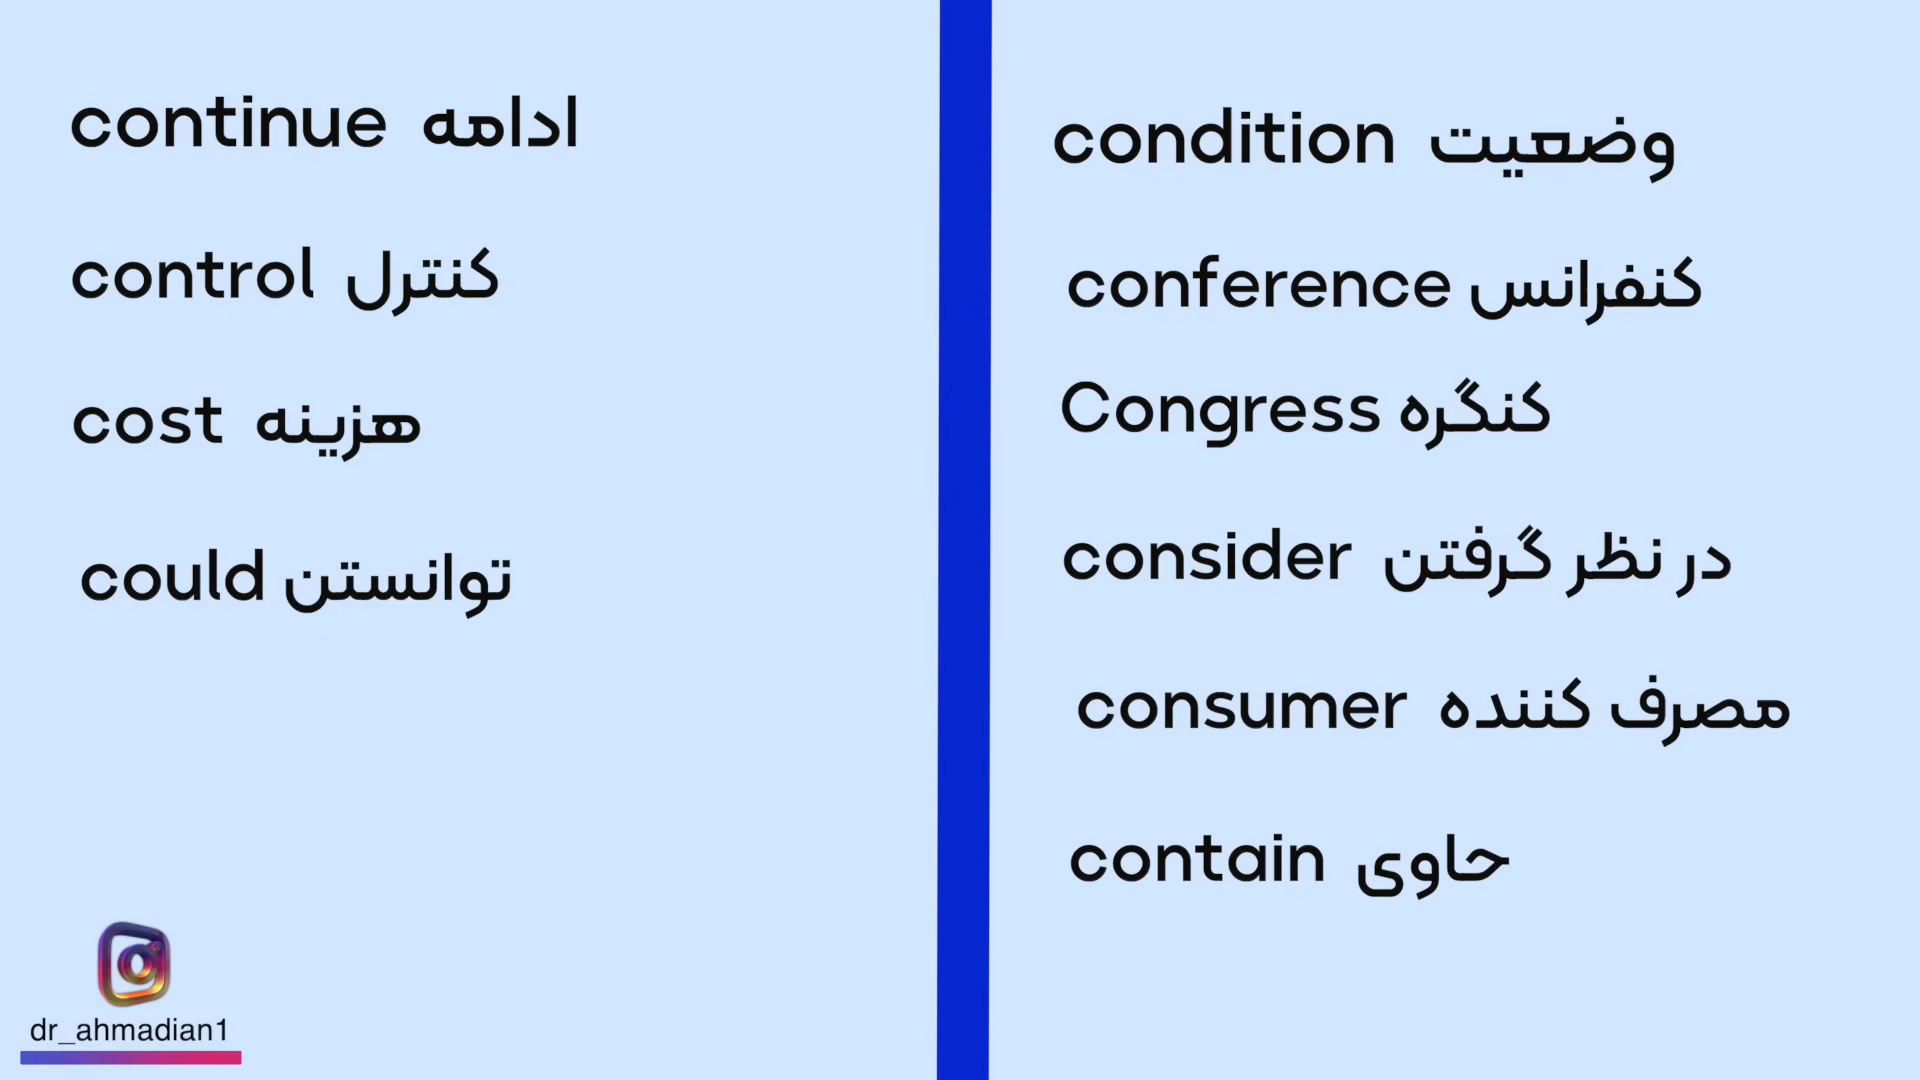 continue ادامه
control کنترل
cost هزینه
could توانستن
condition وضعیت
conference کنفرانس
Congress کنگره
consider در نظر گرفتن
consumer مصرف کننده
contain حاوی
dr_ahmadian1